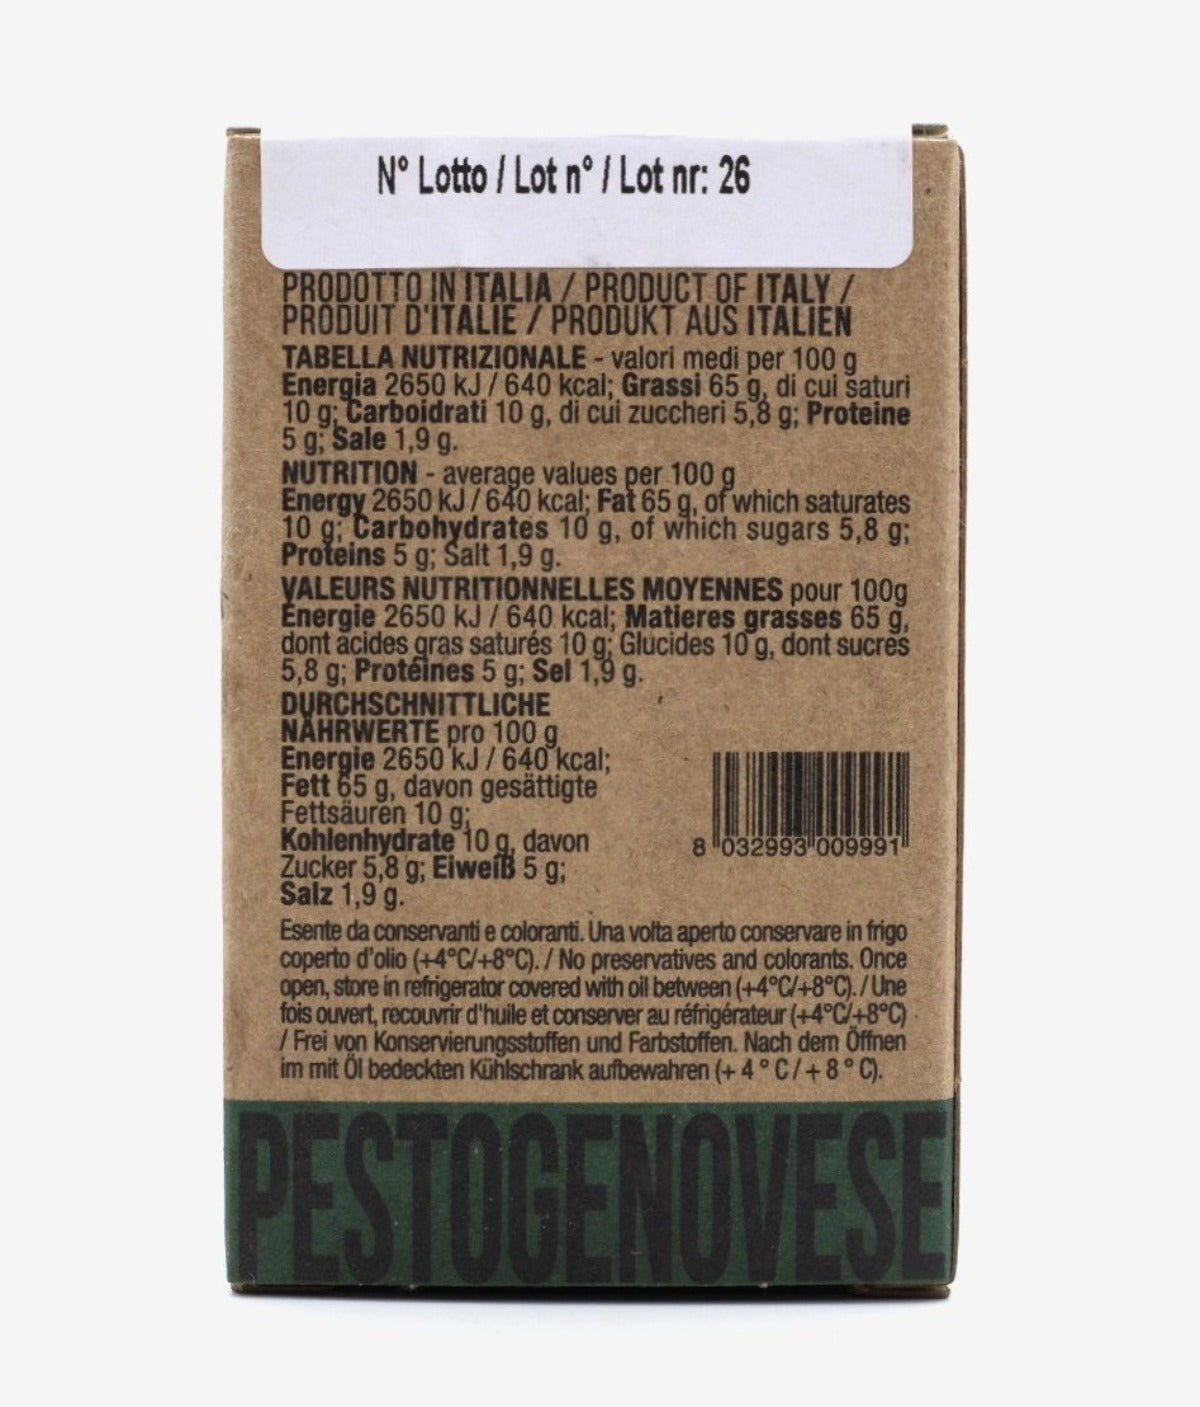 N° Lotto / Lot n° / Lot nr: 26
PRODOTTO IN ITALIA / PRODUCT OF ITALY /
PRODUIT D'ITALIE / PRODUKT AUS ITALIEN
TABELLA NUTRIZIONALE - valori medi per 100 g
Energia 2650 kJ / 640 kcal; Grassi 65 g, di cui saturi
10 g; Carboidrati 10 g, di cui zuccheri 5,8 g; Proteine
5 g; Sale 1,9 g.
NUTRITION - average values per 100 g
Energy 2650 kJ / 640 kcal; Fat 65 g, of which saturates
10 g; Carbohydrates 10 g, of which sugars 5,8 g;
Proteins 5 g; Salt 1,9 g.
VALEURS NUTRITIONNELLES MOYENNES pour 100g
Énergie 2650 kJ / 640 kcal; Matieres grasses 65 g,
dont acides gras saturés 10 g; Glucides 10 g, dont sucres
5,8 g; Protéines 5 g; Sel 1,9 g.
DURCHSCHNITTLICHE
NÄHRWERTE pro 100 g
Energie 2650 kJ / 640 kcal;
Fett 65 g, davon gesättigte
Fettsäuren 10 g;
Kohlenhydrate 10 g, davon
Zucker 5,8 g; Eiweiß 5 g;
Salz 1,9 g.
8 032993 009991
Esente da conservanti e coloranti. Una volta aperto conservare in frigo
coperto d'olio (+4°C/+8°C). / No preservatives and colorants. Once
open, store in refrigerator covered with oil between (+4°C/+8°C). / Une
fois ouvert, recouvrir d'huile et conserver au réfrigérateur (+4°C/+8°C)
/ Frei von Konservierungsstoffen und Farbstoffen. Nach dem Öffnen
im mit Öl bedeckten Kühlschrank aufbewahren (+ 4 ° C / + 8 ° C).
PESTOGENOVESE